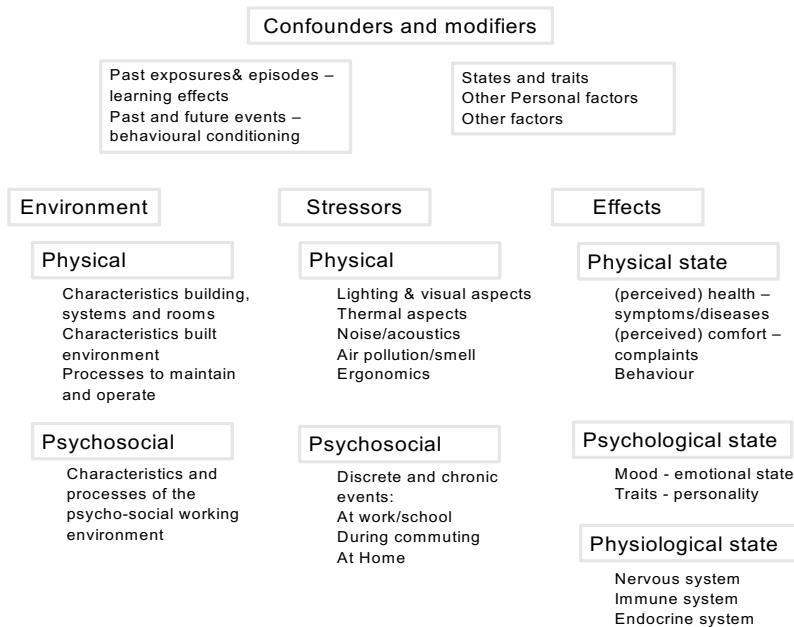 Confounders and modifiers
Past exposures& episodes –
learning effects
Past and future events –
behavioural conditioning
States and traits
Other Personal factors
Other factors
Environment
Physical
Characteristics building,
systems and rooms
Characteristics built
environment
Processes to maintain
and operate
Psychosocial
Characteristics and
processes of the
psycho-social working
environment
Stressors
Physical
Lighting & visual aspects
Thermal aspects
Noise/acoustics
Air pollution/smell
Ergonomics
Psychosocial
Discrete and chronic
events:
At work/school
During commuting
At Home
Effects
Physical state
(perceived) health –
symptoms/diseases
(perceived) comfort –
complaints
Behaviour
Psychological state
Mood - emotional state
Traits - personality
Physiological state
Nervous system
Immune system
Endocrine system